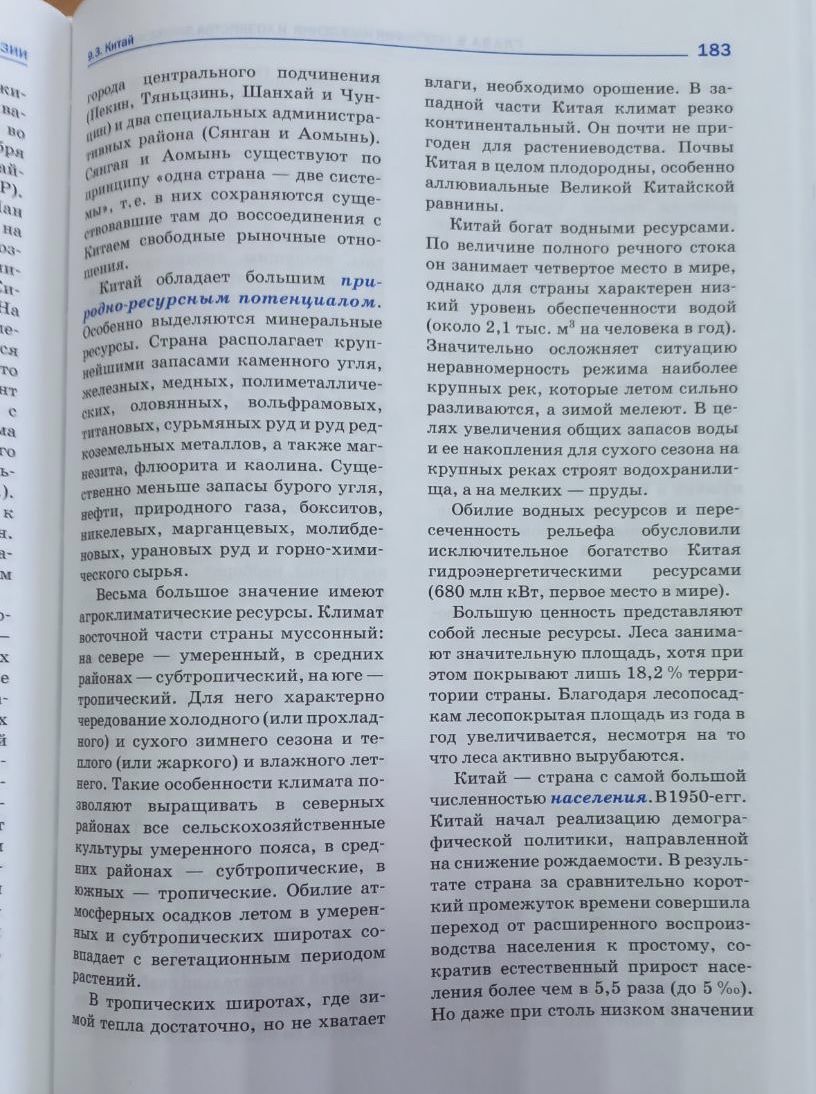 9.3. Китай
183
города центрального подчинения
(Пекин, Тяньцзинь, Шанхай и Чун-
цин) и два специальных администра-
тивных района (Сянган и Аомынь).
Сянган и Аомынь существуют по
принципу «одна страна — две систе-
мы», т. е. в них сохраняются суще-
ствовавшие там до воссоединения с
Китаем свободные рыночные отно-
шения.
Китай обладает большим при-
родно-ресурсным потенциалом.
Особенно выделяются минеральные
ресурсы. Страна располагает круп-
нейшими запасами каменного угля,
железных, медных, полиметалличе-
ских, оловянных, вольфрамовых,
титановых, сурьмяных руд и руд ред-
коземельных металлов, а также маг-
незита, флюорита и каолина. Суще-
ственно меньше запасы бурого угля,
нефти, природного газа, бокситов,
никелевых, марганцевых, молибде-
новых, урановых руд и горно-хими-
ческого сырья.
Весьма большое значение имеют
агроклиматические ресурсы. Климат
восточной части страны муссонный:
на севере — умеренный, в средних
районах — субтропический, на юге —
тропический. Для него характерно
чередование холодного (или прохлад-
ного) и сухого зимнего сезона и те-
плого (или жаркого) и влажного лет-
него. Такие особенности климата по-
зволяют выращивать в северных
районах все сельскохозяйственные
культуры умеренного пояса, в сред-
них районах — субтропические, в
южных — тропические. Обилие ат-
мосферных осадков летом в умерен-
ных и субтропических широтах со-
впадает с вегетационным периодом
растений.
В тропических широтах, где зи-
мой тепла достаточно, но не хватает
влаги, необходимо орошение. В за-
падной части Китая климат резко
континентальный. Он почти не при-
годен для растениеводства. Почвы
Китая в целом плодородны, особенно
аллювиальные Великой Китайской
равнины.
Китай богат водными ресурсами.
По величине полного речного стока
он занимает четвертое место в мире,
однако для страны характерен низ-
кий уровень обеспеченности водой
(около 2,1 тыс. м³ на человека в год).
Значительно осложняет ситуацию
неравномерность режима наиболее
крупных рек, которые летом сильно
разливаются, а зимой мелеют. В це-
лях увеличения общих запасов воды
и ее накопления для сухого сезона на
крупных реках строят водохранили-
ща, а на мелких — пруды.
Обилие водных ресурсов и пере-
сеченность рельефа обусловили
исключительное богатство Китая
гидроэнергетическими ресурсами
(680 млн кВт, первое место в мире).
Большую ценность представляют
собой лесные ресурсы. Леса занима-
ют значительную площадь, хотя при
этом покрывают лишь 18,2 % терри-
тории страны. Благодаря лесопосад-
кам лесопокрытая площадь из года в
год увеличивается, несмотря на то
что леса активно вырубаются.
Китай — страна с самой большой
численностью населения. В 1950-е гг.
Китай начал реализацию демогра-
фической политики, направленной
на снижение рождаемости. В резуль-
тате страна за сравнительно корот-
кий промежуток времени совершила
переход от расширенного воспроиз-
водства населения к простому, со-
кратив естественный прирост насе-
ления более чем в 5,5 раза (до 5 ‰).
Но даже при столь низком значении